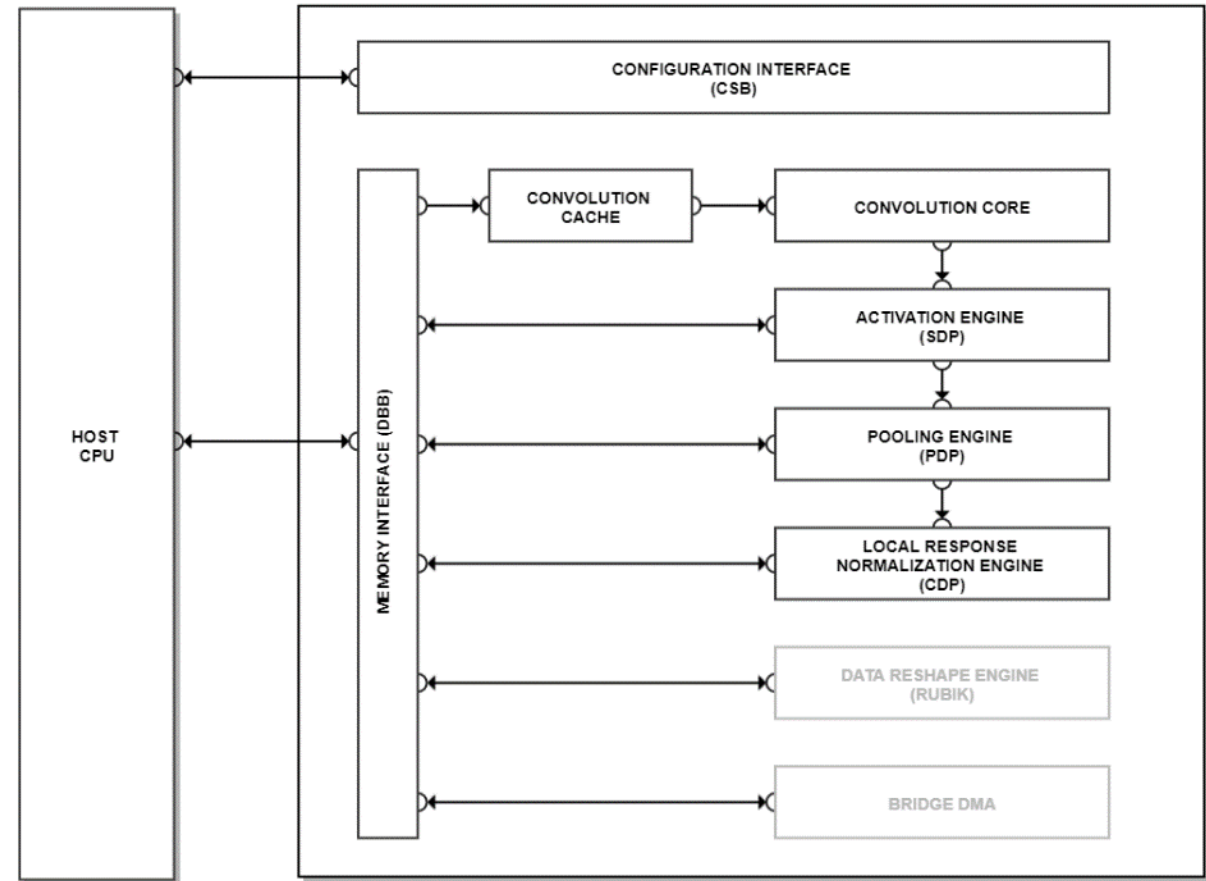 CONFIGURATION INTERFACE
(CSB)
CONVOLUTION
CACHE
CONVOLUTION CORE
ACTIVATION ENGINE
(SDP)
HOST
CPU
MEMORY INTERFACE (DBB)
POOLING ENGINE
(PDP)
LOCAL RESPONSE
NORMALIZATION ENGINE
(CDP)
DATA RESHAPE ENGINE
(RUBIK)
BRIDGE DMA